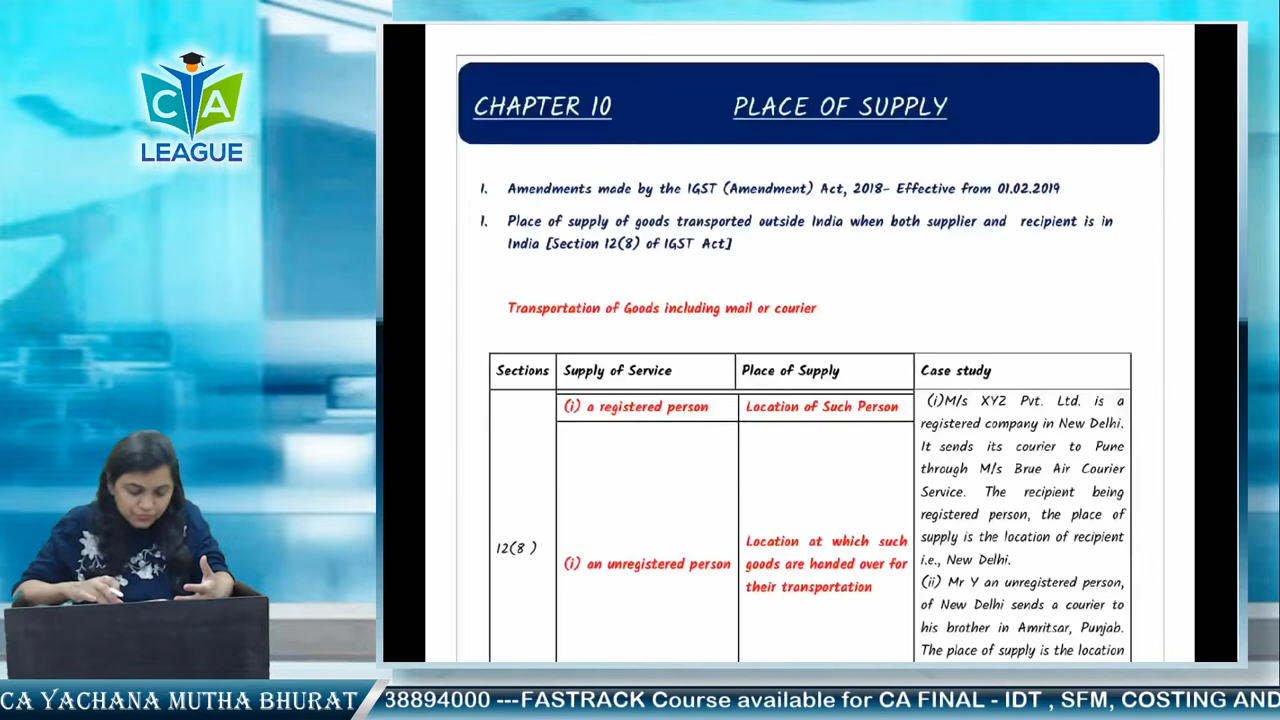 CA
LEAGUE
CHAPTER 10 PLACE OF SUPPLY
1. Amendments made by the IGST (Amendment) Act, 2018- Effective from 01.02.2019
1. Place of supply of goods transported outside India when both supplier and recipient is in
India [Section 12(8) of IGST Act]
Transportation of Goods including mail or courier
Sections Supply of Service Place of Supply Case study
12(8 )
(i) a registered person
Location of Such Person
(i) an unregistered person
Location at which such
goods are handed over for
their transportation
(i)M/s XYZ Pvt. Ltd. is a
registered company in New Delhi.
It sends its courier to Pune
through M/s Brue Air Courier
Service. The recipient being
registered person, the place of
supply is the location of recipient
i.e., New Delhi.
(ii) Mr Y an unregistered person,
of New Delhi sends a courier to
his brother in Amritsar, Punjab.
The place of supply is the location
CA YACHANA MUTHA BHURAT
38894000 ---FASTRACK Course available for CA FINAL - IDT , SFM, COSTING AND